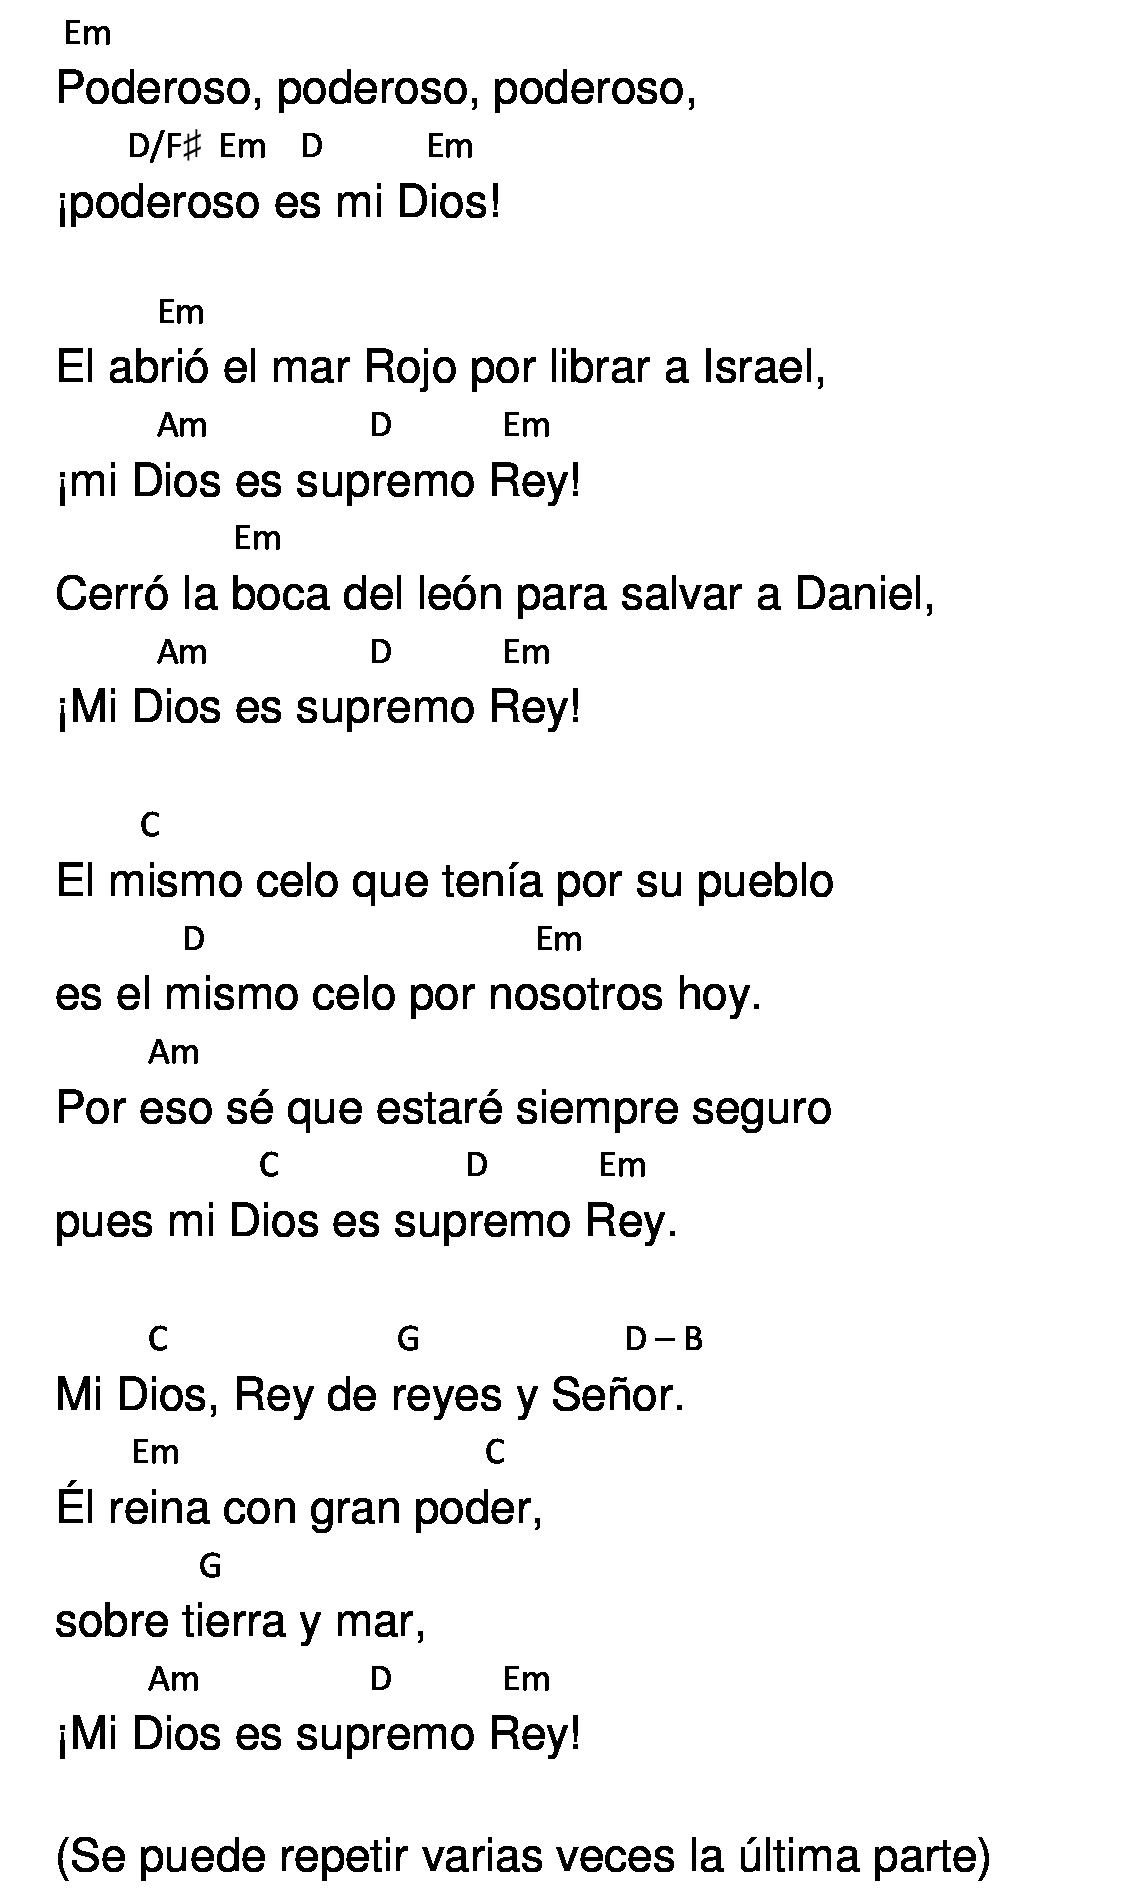 Em
Poderoso, poderoso, poderoso,
D/F♯ Em D Em
¡poderoso es mi Dios!
Em
El abrió el mar Rojo por librar a Israel,
Am D Em
¡mi Dios es supremo Rey!
Em
Cerró la boca del león para salvar a Daniel,
Am D Em
¡Mi Dios es supremo Rey!
C
El mismo celo que tenía por su pueblo
D Em
es el mismo celo por nosotros hoy.
Am
Por eso sé que estaré siempre seguro
C D Em
pues mi Dios es supremo Rey.
C G D – B
Mi Dios, Rey de reyes y Señor.
Em C
Él reina con gran poder,
G
sobre tierra y mar,
Am D Em
¡Mi Dios es supremo Rey!
(Se puede repetir varias veces la última parte)